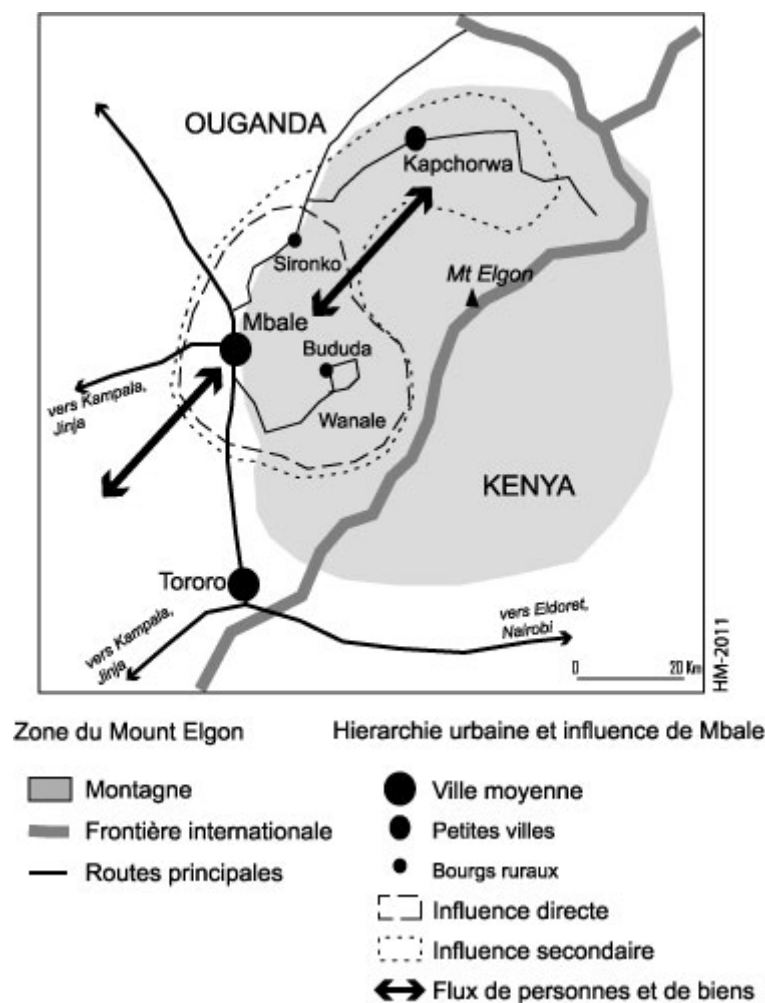 OUGANDA
Kapchorwa
Sironko
Mt Elgon
Mbale
Bududa
vers Kampala,
Jinja
Wanale
KENYA
Tororo
vers Kampala,
Jinja
vers Eldoret,
Nairobi
0 20 Km
HM-2011
Zone du Mount Elgon
Montagne
Frontière internationale
Routes principales
Hierarchie urbaine et influence de Mbale
Ville moyenne
Petites villes
Bourgs ruraux
Influence directe
Influence secondaire
Flux de personnes et de biens